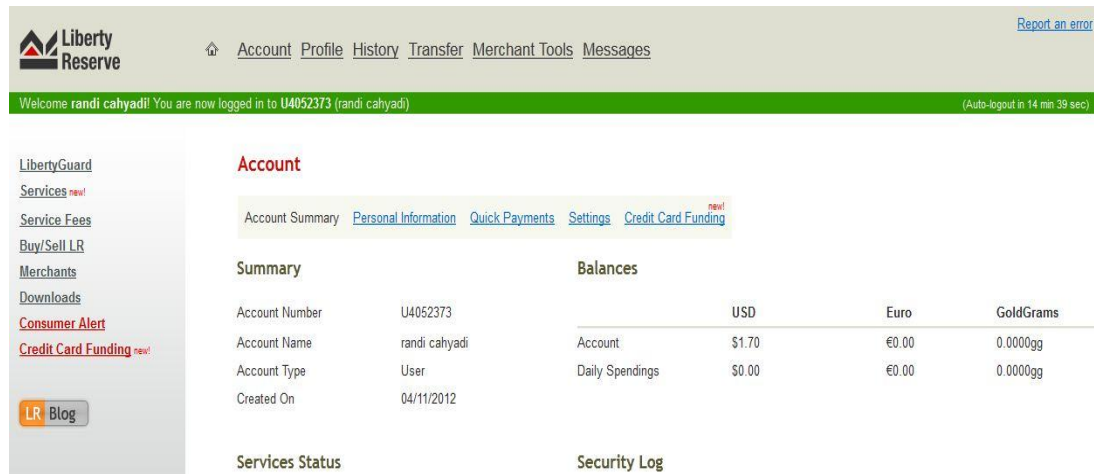 Report an error
Liberty
Reserve
Account Profile History Transfer Merchant Tools Messages
Welcome randi cahyadi! You are now logged in to U4052373 (randi cahyadi) (Auto-logout in 14 min 39 sec)
LibertyGuard
Services new!
Service Fees
Buy/Sell LR
Merchants
Downloads
Consumer Alert
Credit Card Funding new!
LR Blog
Account
Account Summary Personal Information Quick Payments Settings Credit Card Funding new!
Summary
Account Number U4052373
Account Name randi cahyadi
Account Type User
Created On 04/11/2012
Balances
USD Euro GoldGrams
Account $1.70 €0.00 0.0000gg
Daily Spendings $0.00 €0.00 0.0000gg
Services Status
Security Log